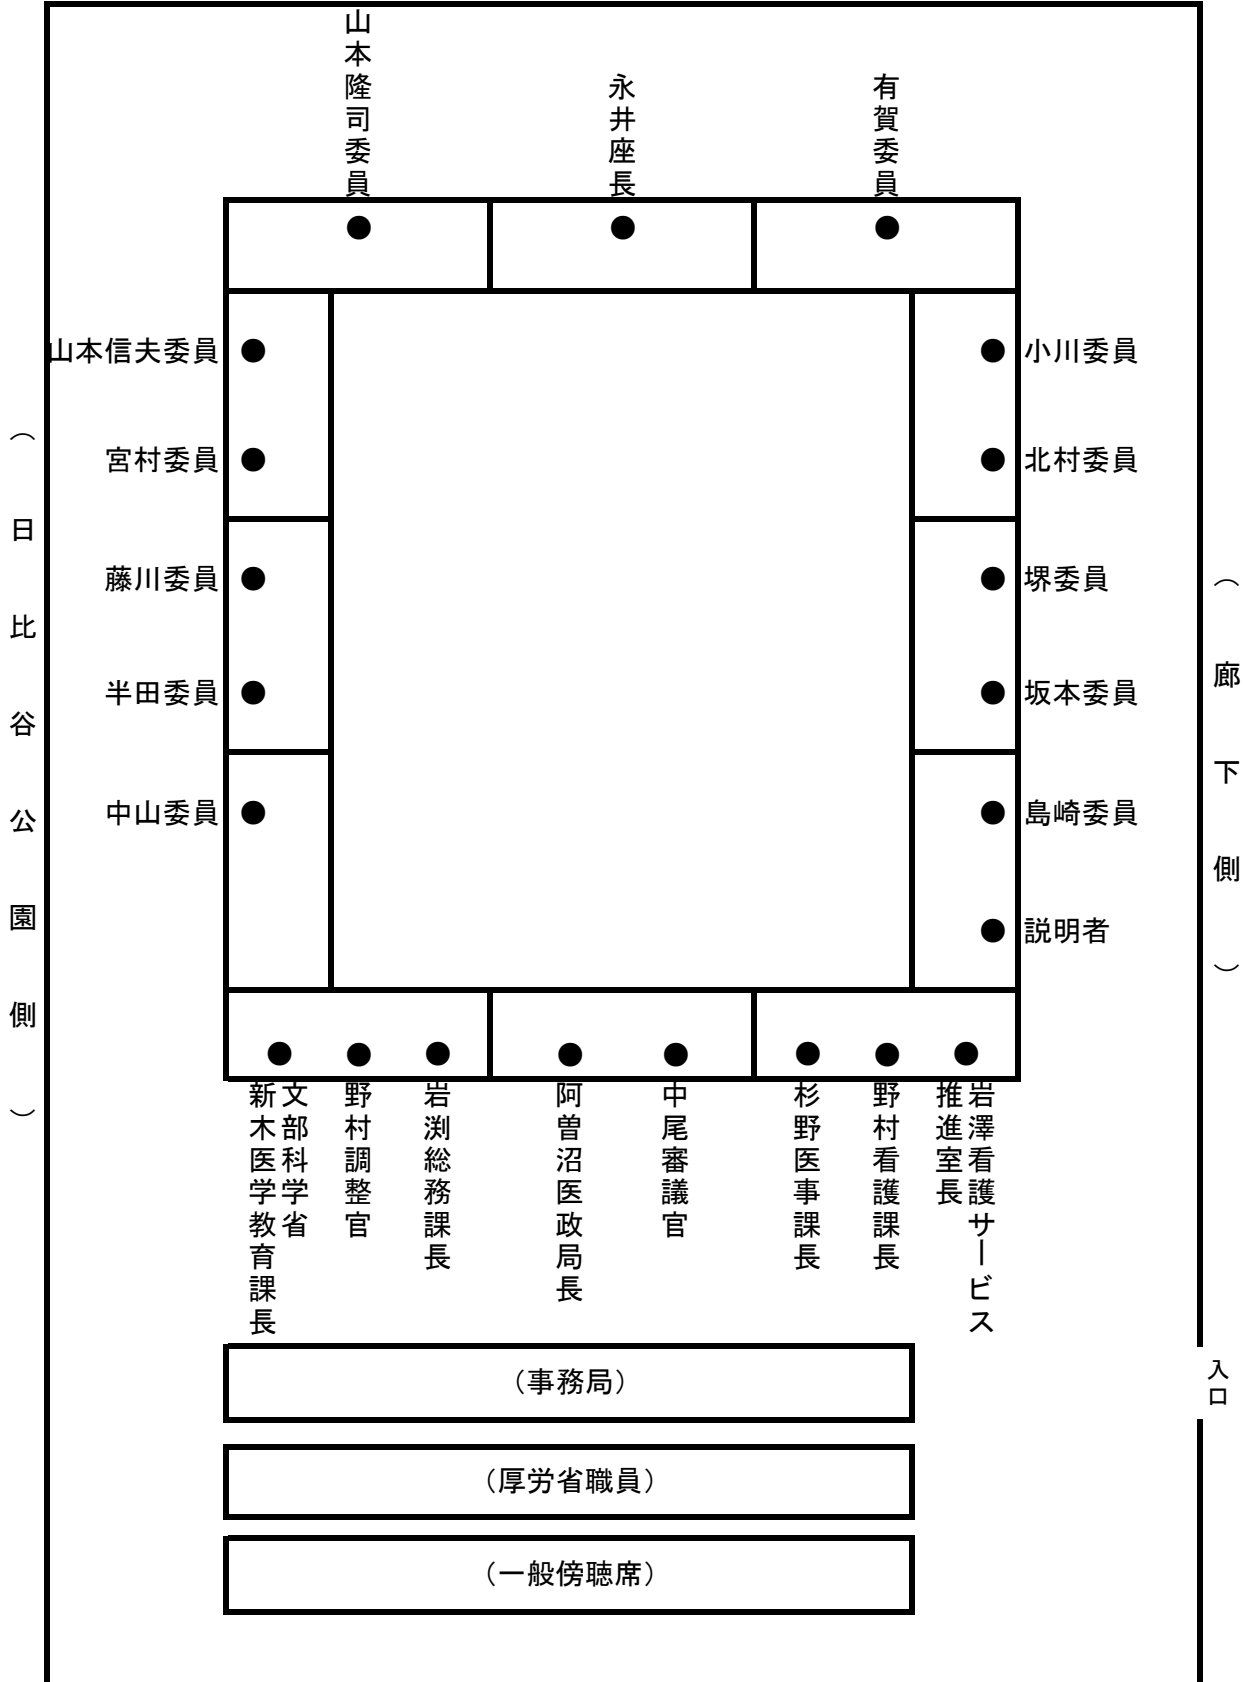 山本隆司委員
永井座長
有賀委員
山本信夫委員
小川委員
宮村委員
北村委員
藤川委員
堺委員
半田委員
坂本委員
中山委員
島崎委員
説明者
（日比谷公園側）
（廊下側）
文部科学省
新木医学教育課長
野村調整官
岩渕総務課長
阿曽沼医政局長
中尾審議官
杉野医事課長
野村看護課長
岩澤看護サービス
推進室長
（事務局）
入口
（厚労省職員）
（一般傍聴席）